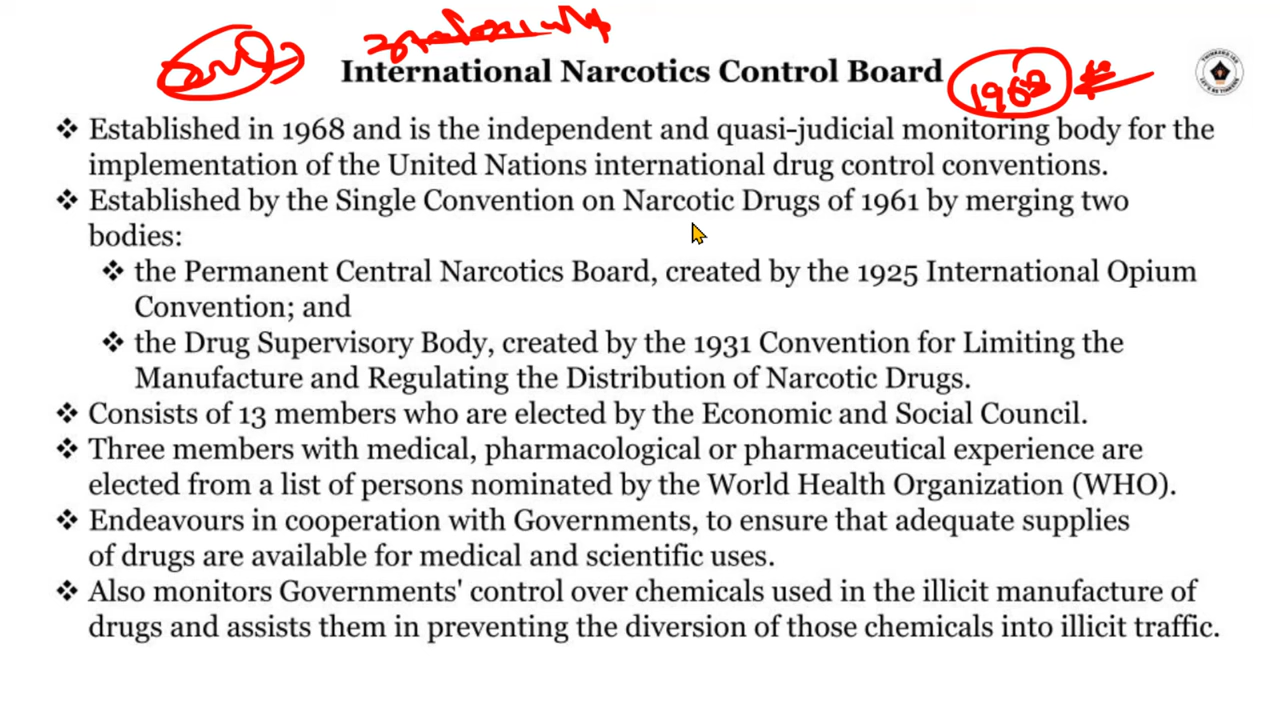 International Narcotics Control Board
1968
❖ Established in 1968 and is the independent and quasi-judicial monitoring body for the
implementation of the United Nations international drug control conventions.
❖ Established by the Single Convention on Narcotic Drugs of 1961 by merging two
bodies:
❖ the Permanent Central Narcotics Board, created by the 1925 International Opium
Convention; and
❖ the Drug Supervisory Body, created by the 1931 Convention for Limiting the
Manufacture and Regulating the Distribution of Narcotic Drugs.
❖ Consists of 13 members who are elected by the Economic and Social Council.
❖ Three members with medical, pharmacological or pharmaceutical experience are
elected from a list of persons nominated by the World Health Organization (WHO).
❖ Endeavours in cooperation with Governments, to ensure that adequate supplies
of drugs are available for medical and scientific uses.
❖ Also monitors Governments' control over chemicals used in the illicit manufacture of
drugs and assists them in preventing the diversion of those chemicals into illicit traffic.